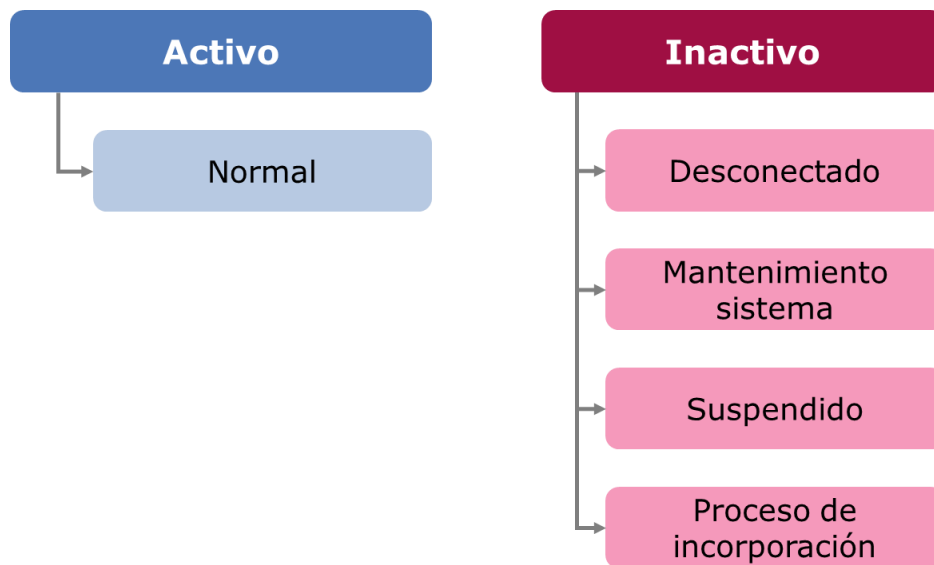 Activo
Normal
Inactivo
Desconectado
Mantenimiento
sistema
Suspendido
Proceso de
incorporación